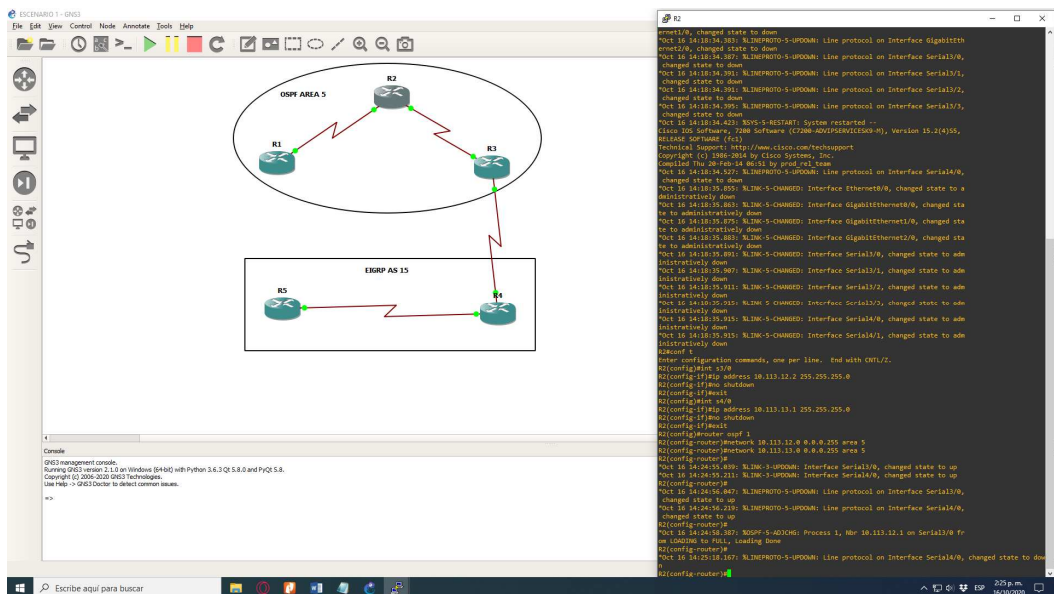 ESCENARIO 1 - GNS3
File Edit View Control Node Annotate Tools Help
OSPF AREA 5
R2
R1
R3
EIGRP AS 15
R5
R4
Console
GNS3 management console.
Running GNS3 version 2.1.0 on Windows (64-bit) with Python 3.6.3 Qt 5.8.0 and PyQt 5.8.
Copyright (c) 2006-2020 GNS3 Technologies.
Use Help -> GNS3 Doctor to detect common issues.
=>
R2
ernet1/0, changed state to down
*Oct 16 14:18:34.383: %LINEPROTO-5-UPDOWN: Line protocol on Interface GigabitEth
ernet2/0, changed state to down
*Oct 16 14:18:34.387: %LINEPROTO-5-UPDOWN: Line protocol on Interface Serial3/0,
changed state to down
*Oct 16 14:18:34.391: %LINEPROTO-5-UPDOWN: Line protocol on Interface Serial3/1,
changed state to down
*Oct 16 14:18:34.391: %LINEPROTO-5-UPDOWN: Line protocol on Interface Serial3/2,
changed state to down
*Oct 16 14:18:34.395: %LINEPROTO-5-UPDOWN: Line protocol on Interface Serial3/3,
changed state to down
*Oct 16 14:18:34.423: %SYS-5-RESTART: System restarted --
Cisco IOS Software, 7200 Software (C7200-ADVIPSERVICESK9-M), Version 15.2(4)S5,
RELEASE SOFTWARE (fc1)
Technical Support: http://www.cisco.com/techsupport
Copyright (c) 1986-2014 by Cisco Systems, Inc.
Compiled Thu 20-Feb-14 06:51 by prod_rel_team
*Oct 16 14:18:34.527: %LINEPROTO-5-UPDOWN: Line protocol on Interface Serial4/0,
changed state to down
*Oct 16 14:18:35.855: %LINK-5-CHANGED: Interface Ethernet0/0, changed state to a
dministratively down
*Oct 16 14:18:35.863: %LINK-5-CHANGED: Interface GigabitEthernet0/0, changed sta
te to administratively down
*Oct 16 14:18:35.875: %LINK-5-CHANGED: Interface GigabitEthernet1/0, changed sta
te to administratively down
*Oct 16 14:18:35.883: %LINK-5-CHANGED: Interface GigabitEthernet2/0, changed sta
te to administratively down
*Oct 16 14:18:35.891: %LINK-5-CHANGED: Interface Serial3/0, changed state to adm
inistratively down
*Oct 16 14:18:35.907: %LINK-5-CHANGED: Interface Serial3/1, changed state to adm
inistratively down
*Oct 16 14:18:35.911: %LINK-5-CHANGED: Interface Serial3/2, changed state to adm
inistratively down
*Oct 16 14:18:35.915: %LINK-5-CHANGED: Interface Serial3/3, changed state to adm
inistratively down
*Oct 16 14:18:35.915: %LINK-5-CHANGED: Interface Serial4/0, changed state to adm
inistratively down
*Oct 16 14:18:35.915: %LINK-5-CHANGED: Interface Serial4/1, changed state to adm
inistratively down
R2#conf t
Enter configuration commands, one per line. End with CNTL/Z.
R2(config)#int s3/0
R2(config-if)#ip address 10.113.12.2 255.255.255.0
R2(config-if)#no shutdown
R2(config-if)#exit
R2(config)#int s4/0
R2(config-if)#ip address 10.113.13.1 255.255.255.0
R2(config-if)#no shutdown
R2(config-if)#exit
R2(config)#router ospf 1
R2(config-router)#network 10.113.12.0 0.0.0.255 area 5
R2(config-router)#network 10.113.13.0 0.0.0.255 area 5
R2(config-router)#
*Oct 16 14:24:55.039: %LINK-3-UPDOWN: Interface Serial3/0, changed state to up
*Oct 16 14:24:55.211: %LINK-3-UPDOWN: Interface Serial4/0, changed state to up
R2(config-router)#
*Oct 16 14:24:56.047: %LINEPROTO-5-UPDOWN: Line protocol on Interface Serial3/0,
changed state to up
*Oct 16 14:24:56.219: %LINEPROTO-5-UPDOWN: Line protocol on Interface Serial4/0,
changed state to up
R2(config-router)#
*Oct 16 14:24:58.387: %OSPF-5-ADJCHG: Process 1, Nbr 10.113.12.1 on Serial3/0 fr
om LOADING to FULL, Loading Done
R2(config-router)#
*Oct 16 14:25:18.167: %LINEPROTO-5-UPDOWN: Line protocol on Interface Serial4/0, changed state to dow
n
R2(config-router)#
Escribe aquí para buscar
ESP
2:25 p. m.
16/10/2020